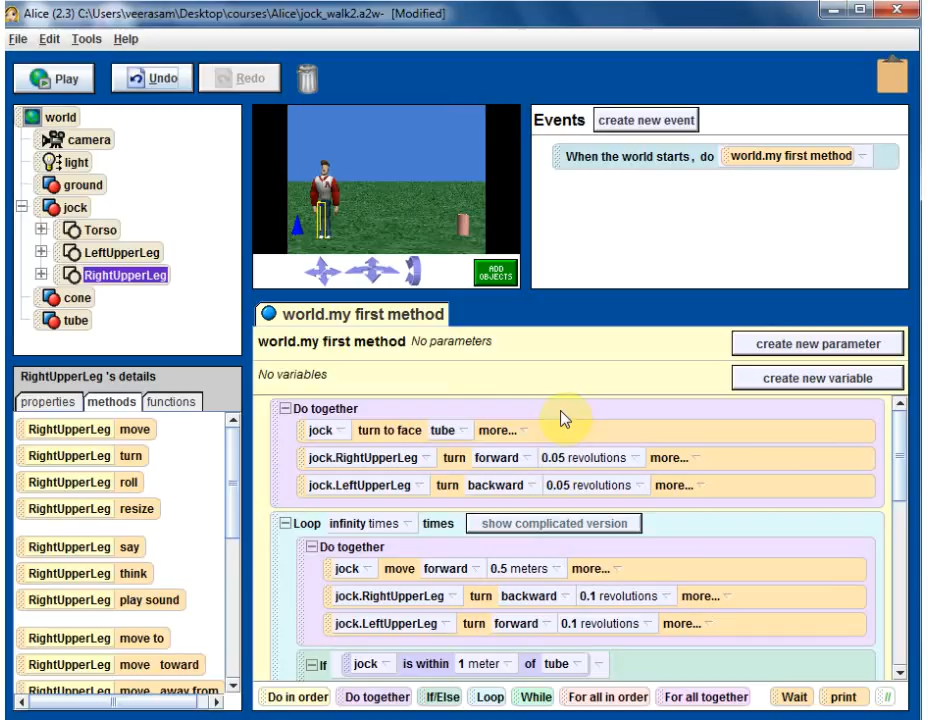 Alice (2.3) C:\Users\veerasam\Desktop\courses\Alice\jock_walk2.a2w- [Modified]
File Edit Tools Help
Play Undo Redo
world
camera
light
ground
jock
Torso
LeftUpperLeg
RightUpperLeg
cone
tube
ADD
OBJECTS
Events create new event
When the world starts, do world.my first method
RightUpperLeg 's details
properties methods functions
RightUpperLeg move
RightUpperLeg turn
RightUpperLeg roll
RightUpperLeg resize
RightUpperLeg say
RightUpperLeg think
RightUpperLeg play sound
RightUpperLeg move to
RightUpperLeg move toward
RightUpperLeg move away from
world.my first method
world.my first method No parameters create new parameter
No variables create new variable
Do together
jock turn to face tube more...
jock.RightUpperLeg turn forward 0.05 revolutions more...
jock.LeftUpperLeg turn backward 0.05 revolutions more...
Loop infinity times times show complicated version
Do together
jock move forward 0.5 meters more...
jock.RightUpperLeg turn backward 0.1 revolutions more...
jock.LeftUpperLeg turn forward 0.1 revolutions more...
If jock is within 1 meter of tube
Do in order Do together If/Else Loop While For all in order For all together Wait print //